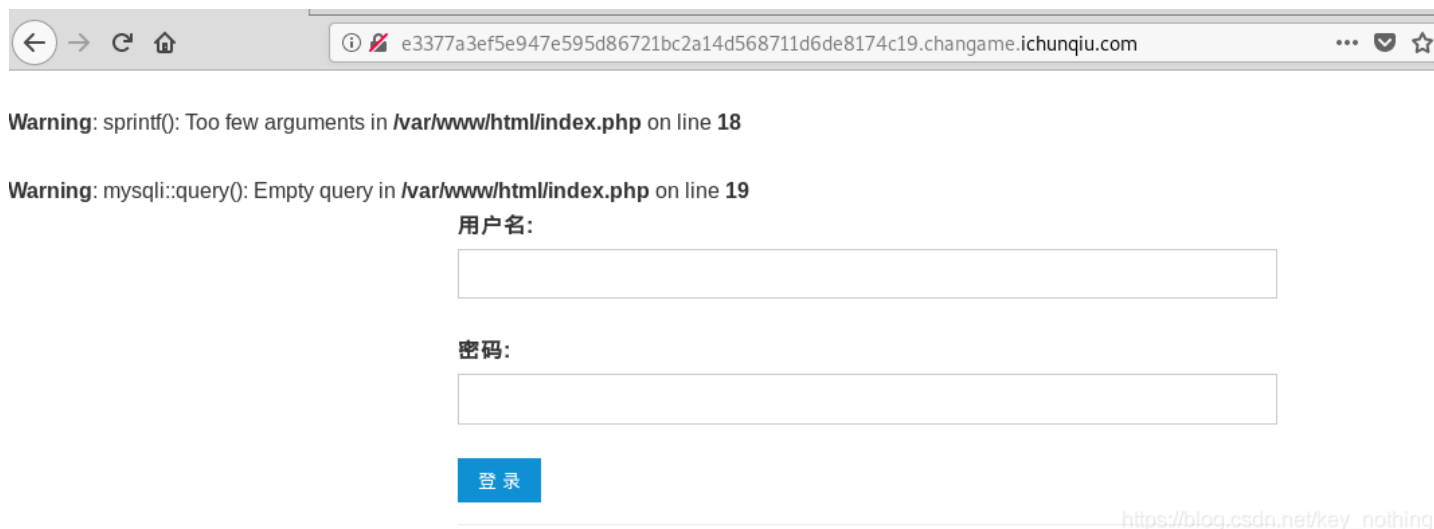 e3377a3ef5e947e595d86721bc2a14d568711d6de8174c19.changame.ichunqiu.com
Warning: sprintf(): Too few arguments in /var/www/html/index.php on line 18
Warning: mysqli::query(): Empty query in /var/www/html/index.php on line 19
用户名:
密码:
登 录
https://blog.csdn.net/key_nothing